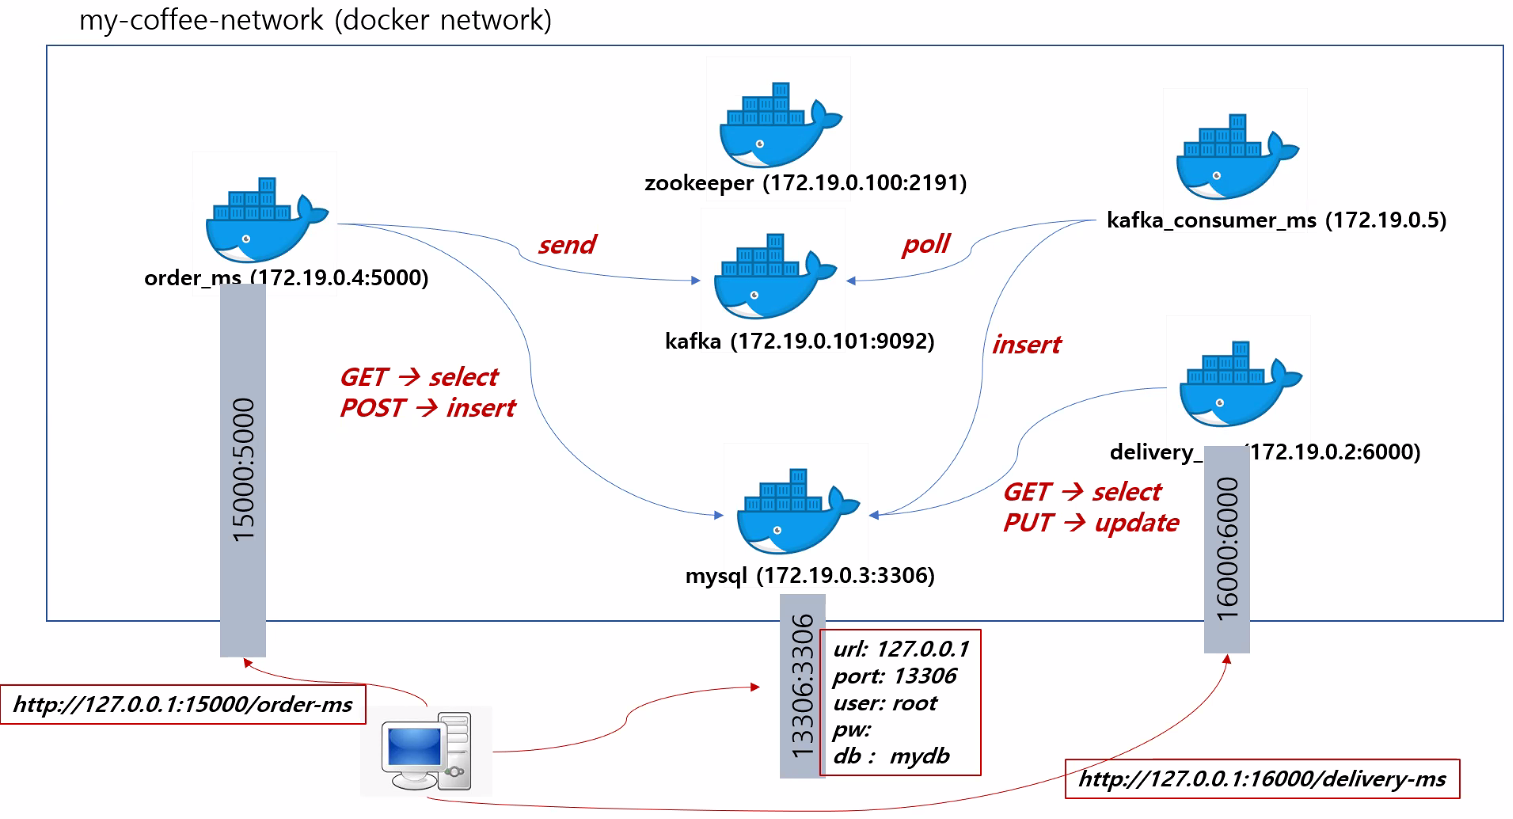 my-coffee-network (docker network)
zookeeper (172.19.0.100:2191)
kafka_consumer_ms (172.19.0.5)
order_ms (172.19.0.4:5000)
send
poll
kafka (172.19.0.101:9092)
insert
GET → select
POST → insert
delivery_ (172.19.0.2:6000)
GET → select
PUT → update
mysql (172.19.0.3:3306)
15000:5000
13306:3306
16000:6000
url: 127.0.0.1
port: 13306
user: root
pw:
db : mydb
http://127.0.0.1:15000/order-ms
http://127.0.0.1:16000/delivery-ms